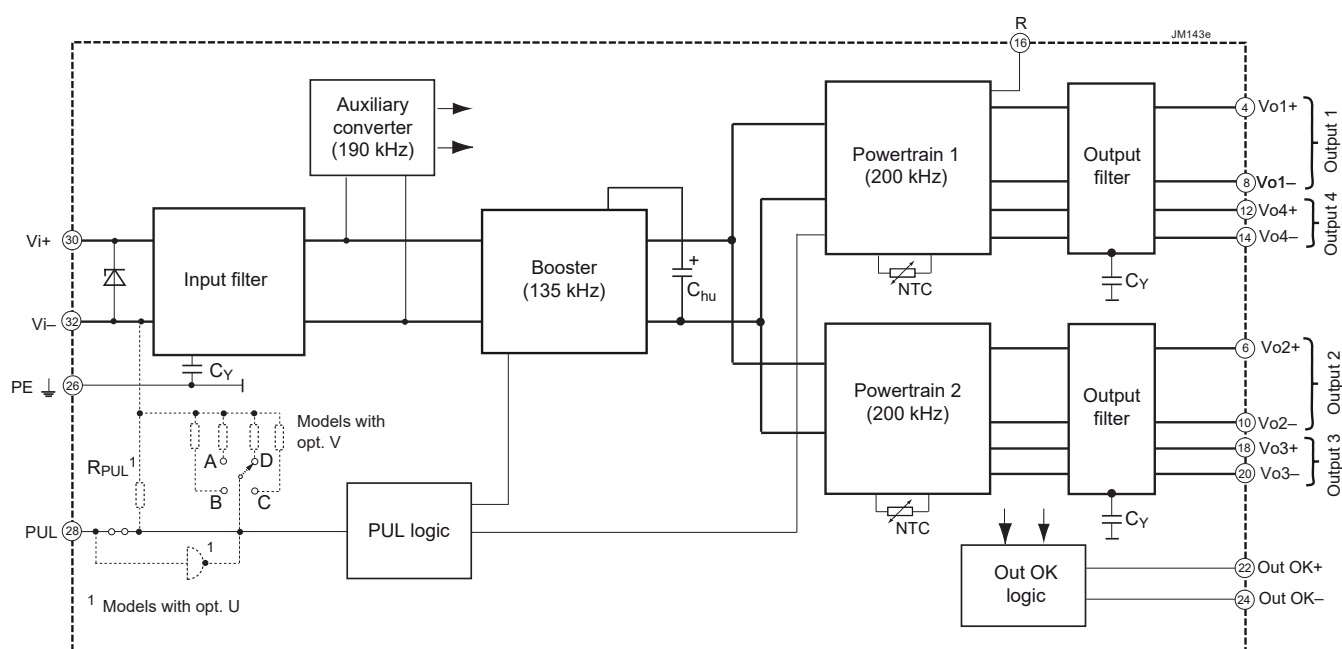 R
16
JM143e
Auxiliary
converter
(190 kHz)
Powertrain 1
(200 kHz)
Output
filter
4
Vo1+
8
Vo1–
Output 1
12
Vo4+
14
Vo4–
Output 4
NTC
CY
Vi+
30
Input filter
Booster
(135 kHz)
+
Chu
Vi–
32
CY
PE
26
Powertrain 2
(200 kHz)
Output
filter
6
Vo2+
10
Vo2–
Output 2
18
Vo3+
20
Vo3–
Output 3
NTC
CY
Models with
opt. V
RPUL1
A
D
B
C
PUL
28
PUL logic
1
1 Models with opt. U
Out OK
logic
22
Out OK+
24
Out OK–